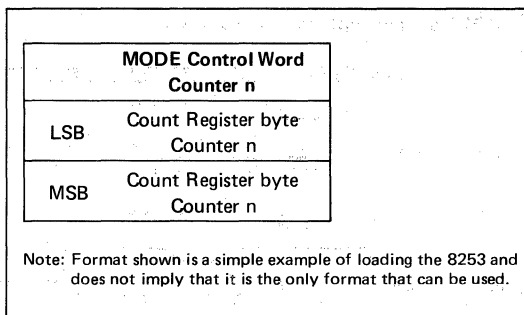 MODE Control Word
Counter n
LSB Count Register byte
Counter n
MSB Count Register byte
Counter n
Note: Format shown is a simple example of loading the 8253 and
does not imply that it is the only format that can be used.